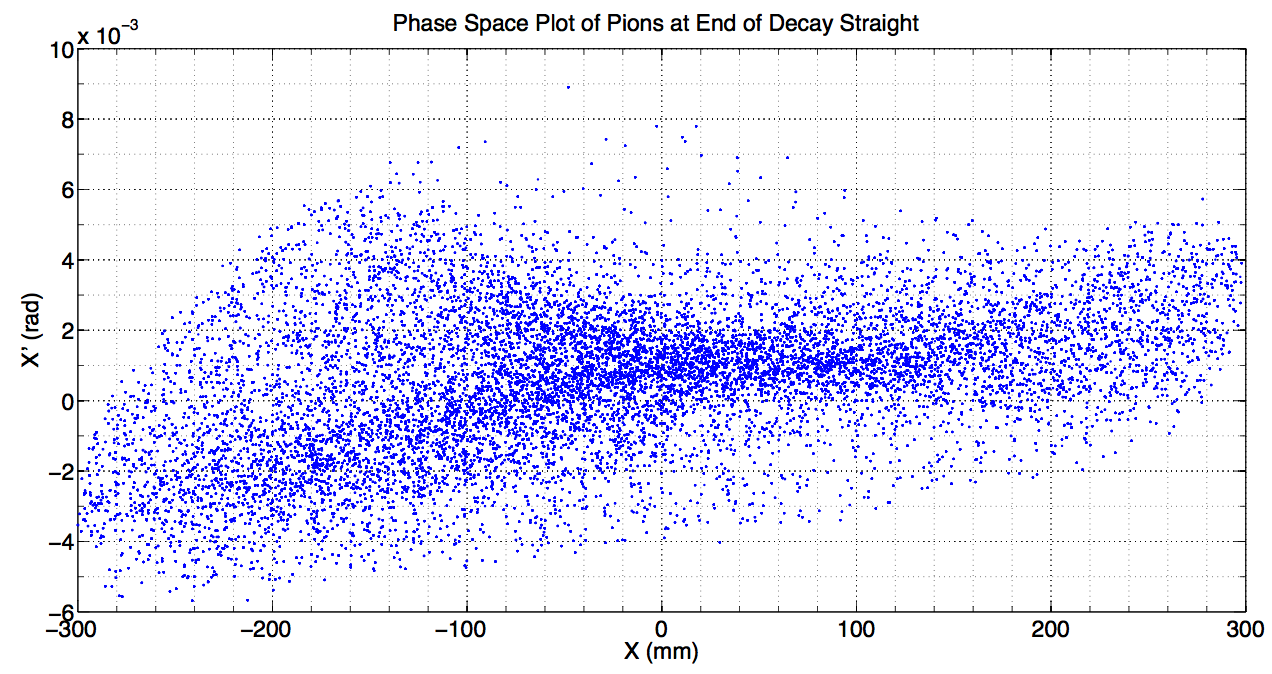 Phase Space Plot of Pions at End of Decay Straight
x 10⁻³
10
8
6
4
2
0
−2
−4
−6
X' (rad)
−300 −200 −100 0 100 200 300
X (mm)